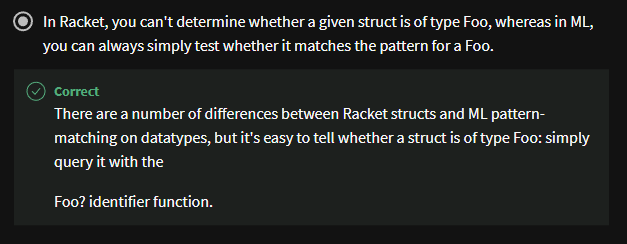 In Racket, you can't determine whether a given struct is of type Foo, whereas in ML,
you can always simply test whether it matches the pattern for a Foo.
Correct
There are a number of differences between Racket structs and ML pattern-
matching on datatypes, but it's easy to tell whether a struct is of type Foo: simply
query it with the
Foo? identifier function.